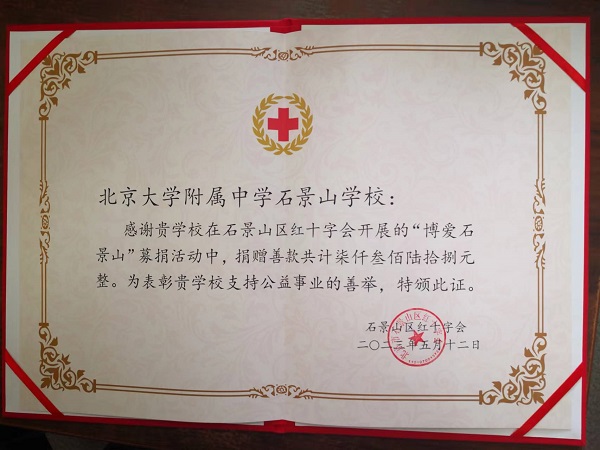 北京大学附属中学石景山学校：
感谢贵学校在石景山区红十字会开展的“博爱石
景山”募捐活动中，捐赠善款共计柒仟叁佰陆拾捌元
整。为表彰贵学校支持公益事业的善举，特颁此证。
石景山区红十字会
二〇二三年五月十二日